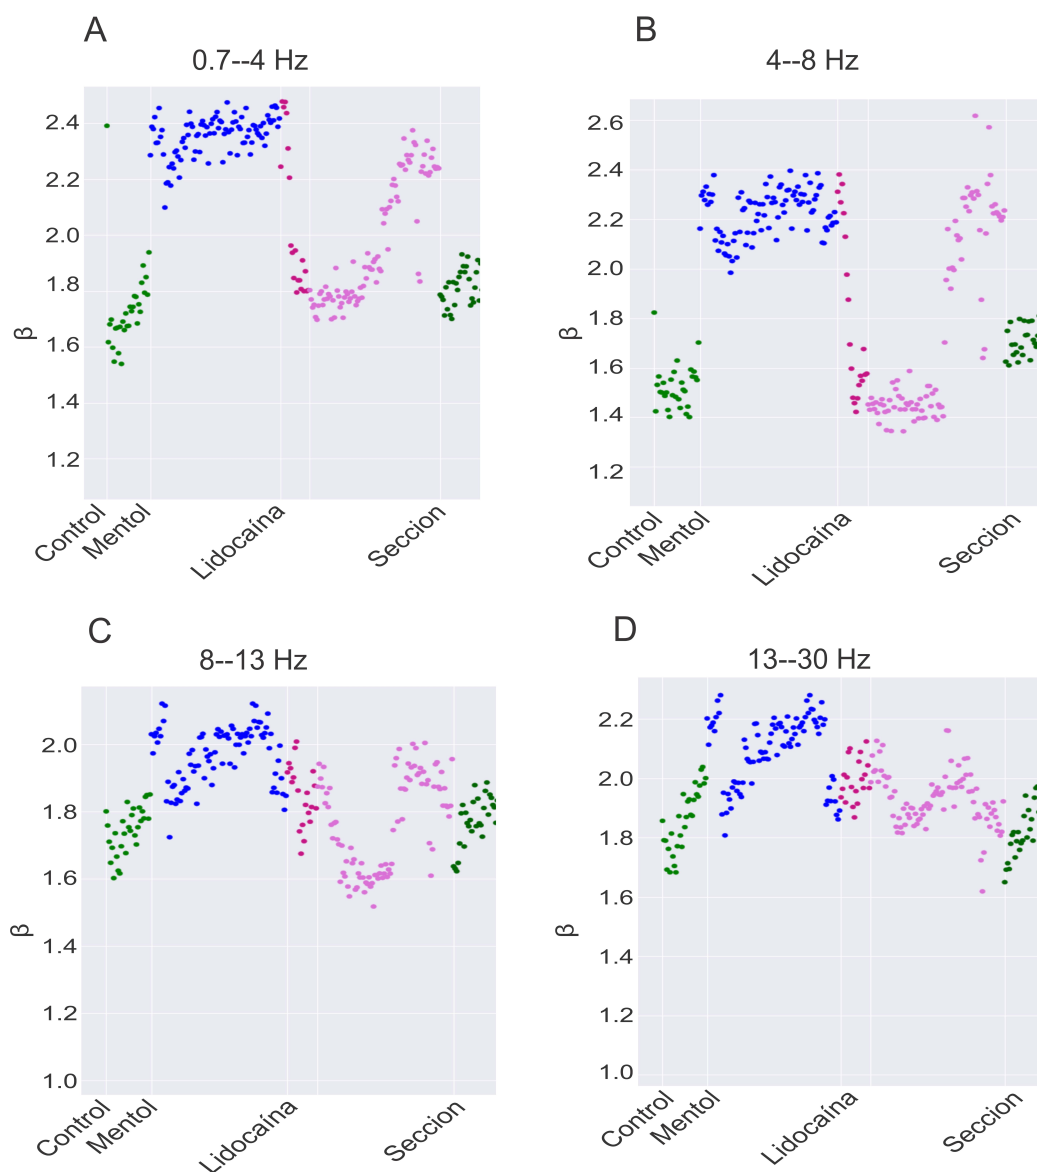 A
0.7--4 Hz
2.4
2.2
2.0
1.8
1.6
1.4
1.2
β
Control
Mentol
Lidocaína
Seccion
B
4--8 Hz
2.6
2.4
2.2
2.0
1.8
1.6
1.4
1.2
β
Control
Mentol
Lidocaína
Seccion
C
8--13 Hz
2.0
1.8
1.6
1.4
1.2
1.0
β
Control
Mentol
Lidocaína
Seccion
D
13--30 Hz
2.2
2.0
1.8
1.6
1.4
1.2
1.0
β
Control
Mentol
Lidocaína
Seccion